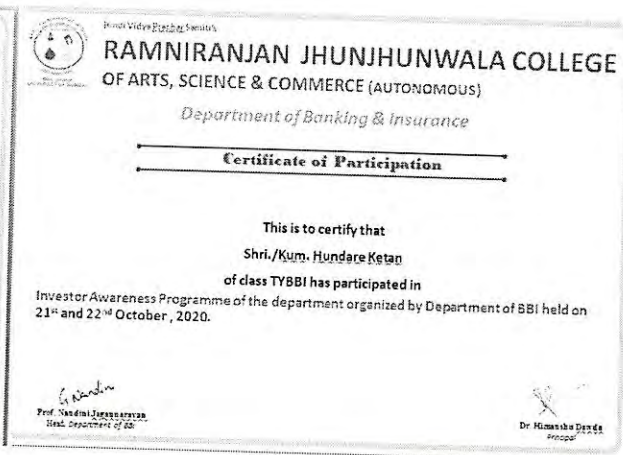 Hindi Vidya Prachar Samiti's
RAMNIRANJAN JHUNJHUNWALA COLLEGE
OF ARTS, SCIENCE & COMMERCE (AUTONOMOUS)
Department of Banking & Insurance
Certificate of Participation
This is to certify that
Shri./Kum. Hundare Ketan
of class TYBBI has participated in
Investor Awareness Programme of the department organized by Department of BBI held on
21st and 22nd October , 2020.
Prof. Nandini Jagannarayan
Head, Department of BBI
Dr. Himanshu Dawda
Principal